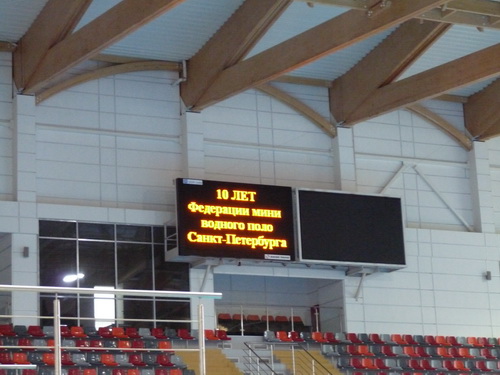 10 ЛЕТ
Федерации мини
водного поло
Санкт-Петербурга